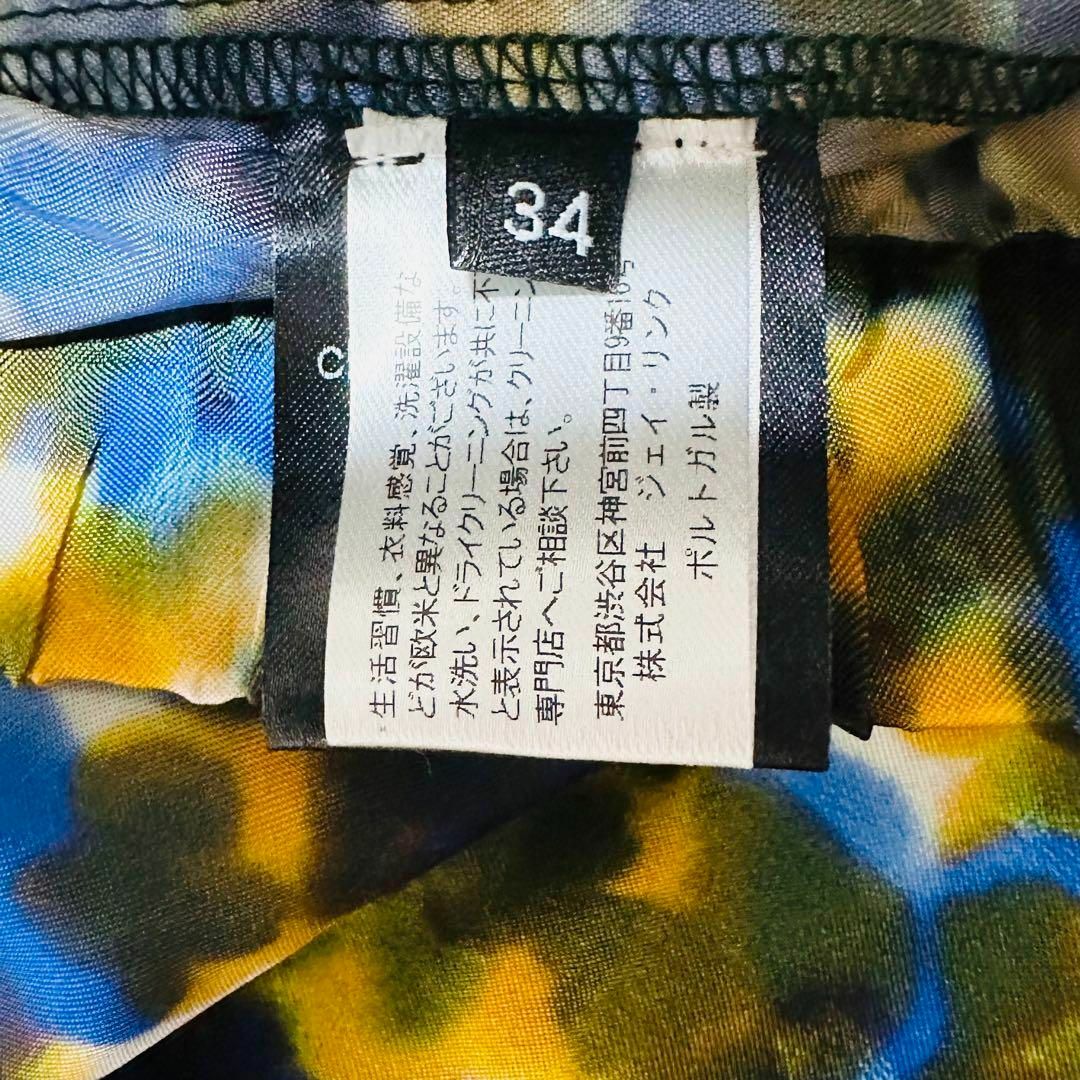 34
生活習慣、衣料感覚、洗濯設備な
どが欧米と異なることがございます。
水洗い、ドライクリーニングが共に不
と表示されている場合は、クリーニン
専門店へご相談下さい。
東京都渋谷区神宮前四丁目9番10号
株式会社 ジェイ・リンク
ポルトガル製